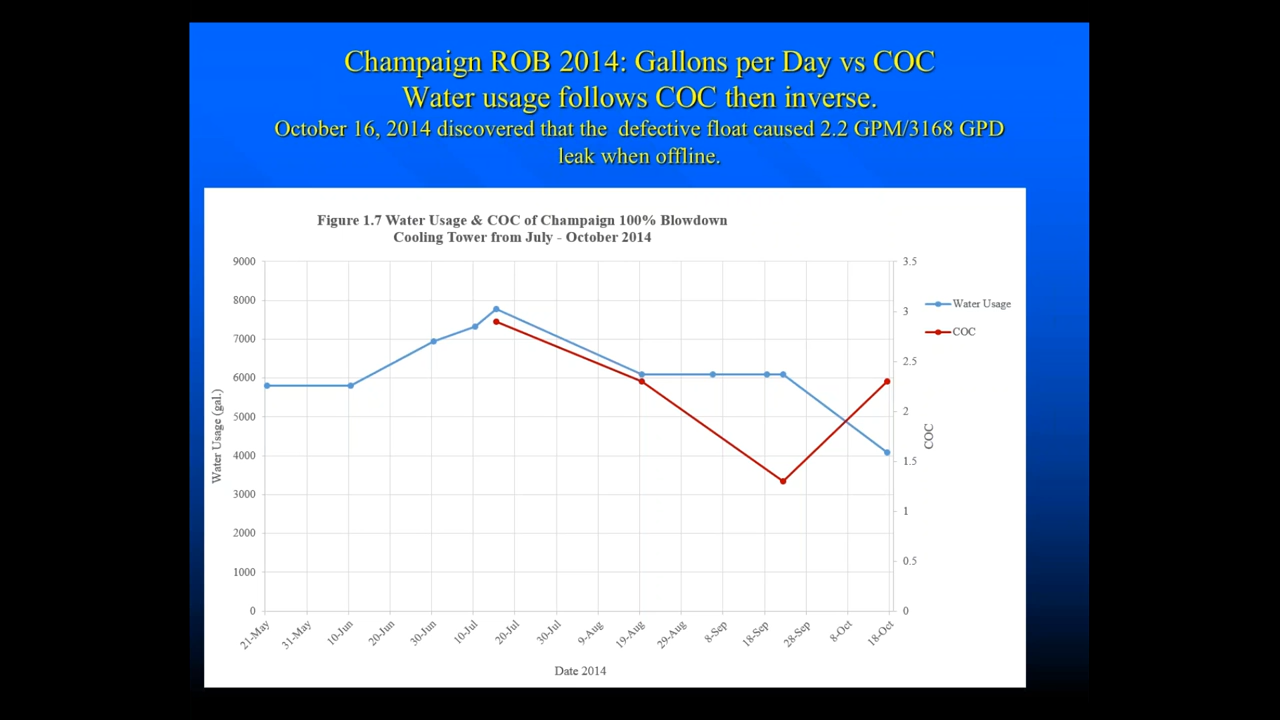 Champaign ROB 2014: Gallons per Day vs COC
Water usage follows COC then inverse.
October 16, 2014 discovered that the defective float caused 2.2 GPM/3168 GPD
leak when offline.
Figure 1.7 Water Usage & COC of Champaign 100% Blowdown
Cooling Tower from July - October 2014
9000
8000
7000
6000
5000
4000
3000
2000
1000
0
Water Usage (gal.)
3.5
3
2.5
2
1.5
1
0.5
0
COC
Water Usage
COC
21-May
31-May
10-Jun
20-Jun
30-Jun
10-Jul
20-Jul
30-Jul
9-Aug
19-Aug
29-Aug
8-Sep
18-Sep
28-Sep
8-Oct
18-Oct
Date 2014